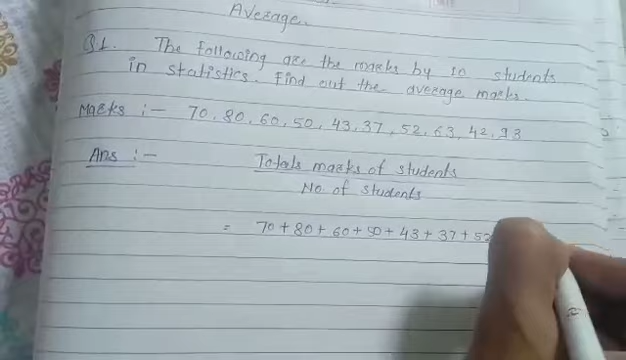 Average.
Q1. The following are the marks by 10 students
in statistics. Find out the average marks.
Marks :- 70, 80, 60, 50, 43, 37, 52, 63, 42, 93
Ans :- Totals marks of students
No. of students
= 70 + 80 + 60 + 50 + 43 + 37 + 52